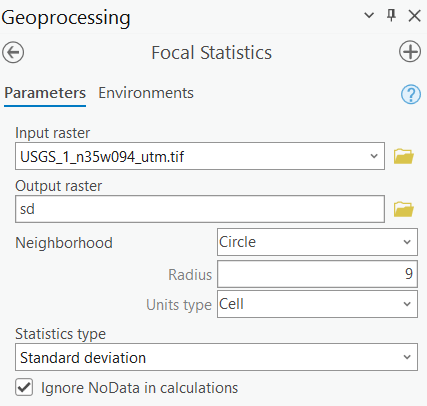 Geoprocessing
Focal Statistics
Parameters Environments
?
Input raster
USGS_1_n35w094_utm.tif
Output raster
sd
Neighborhood Circle
Radius 9
Units type Cell
Statistics type
Standard deviation
Ignore NoData in calculations